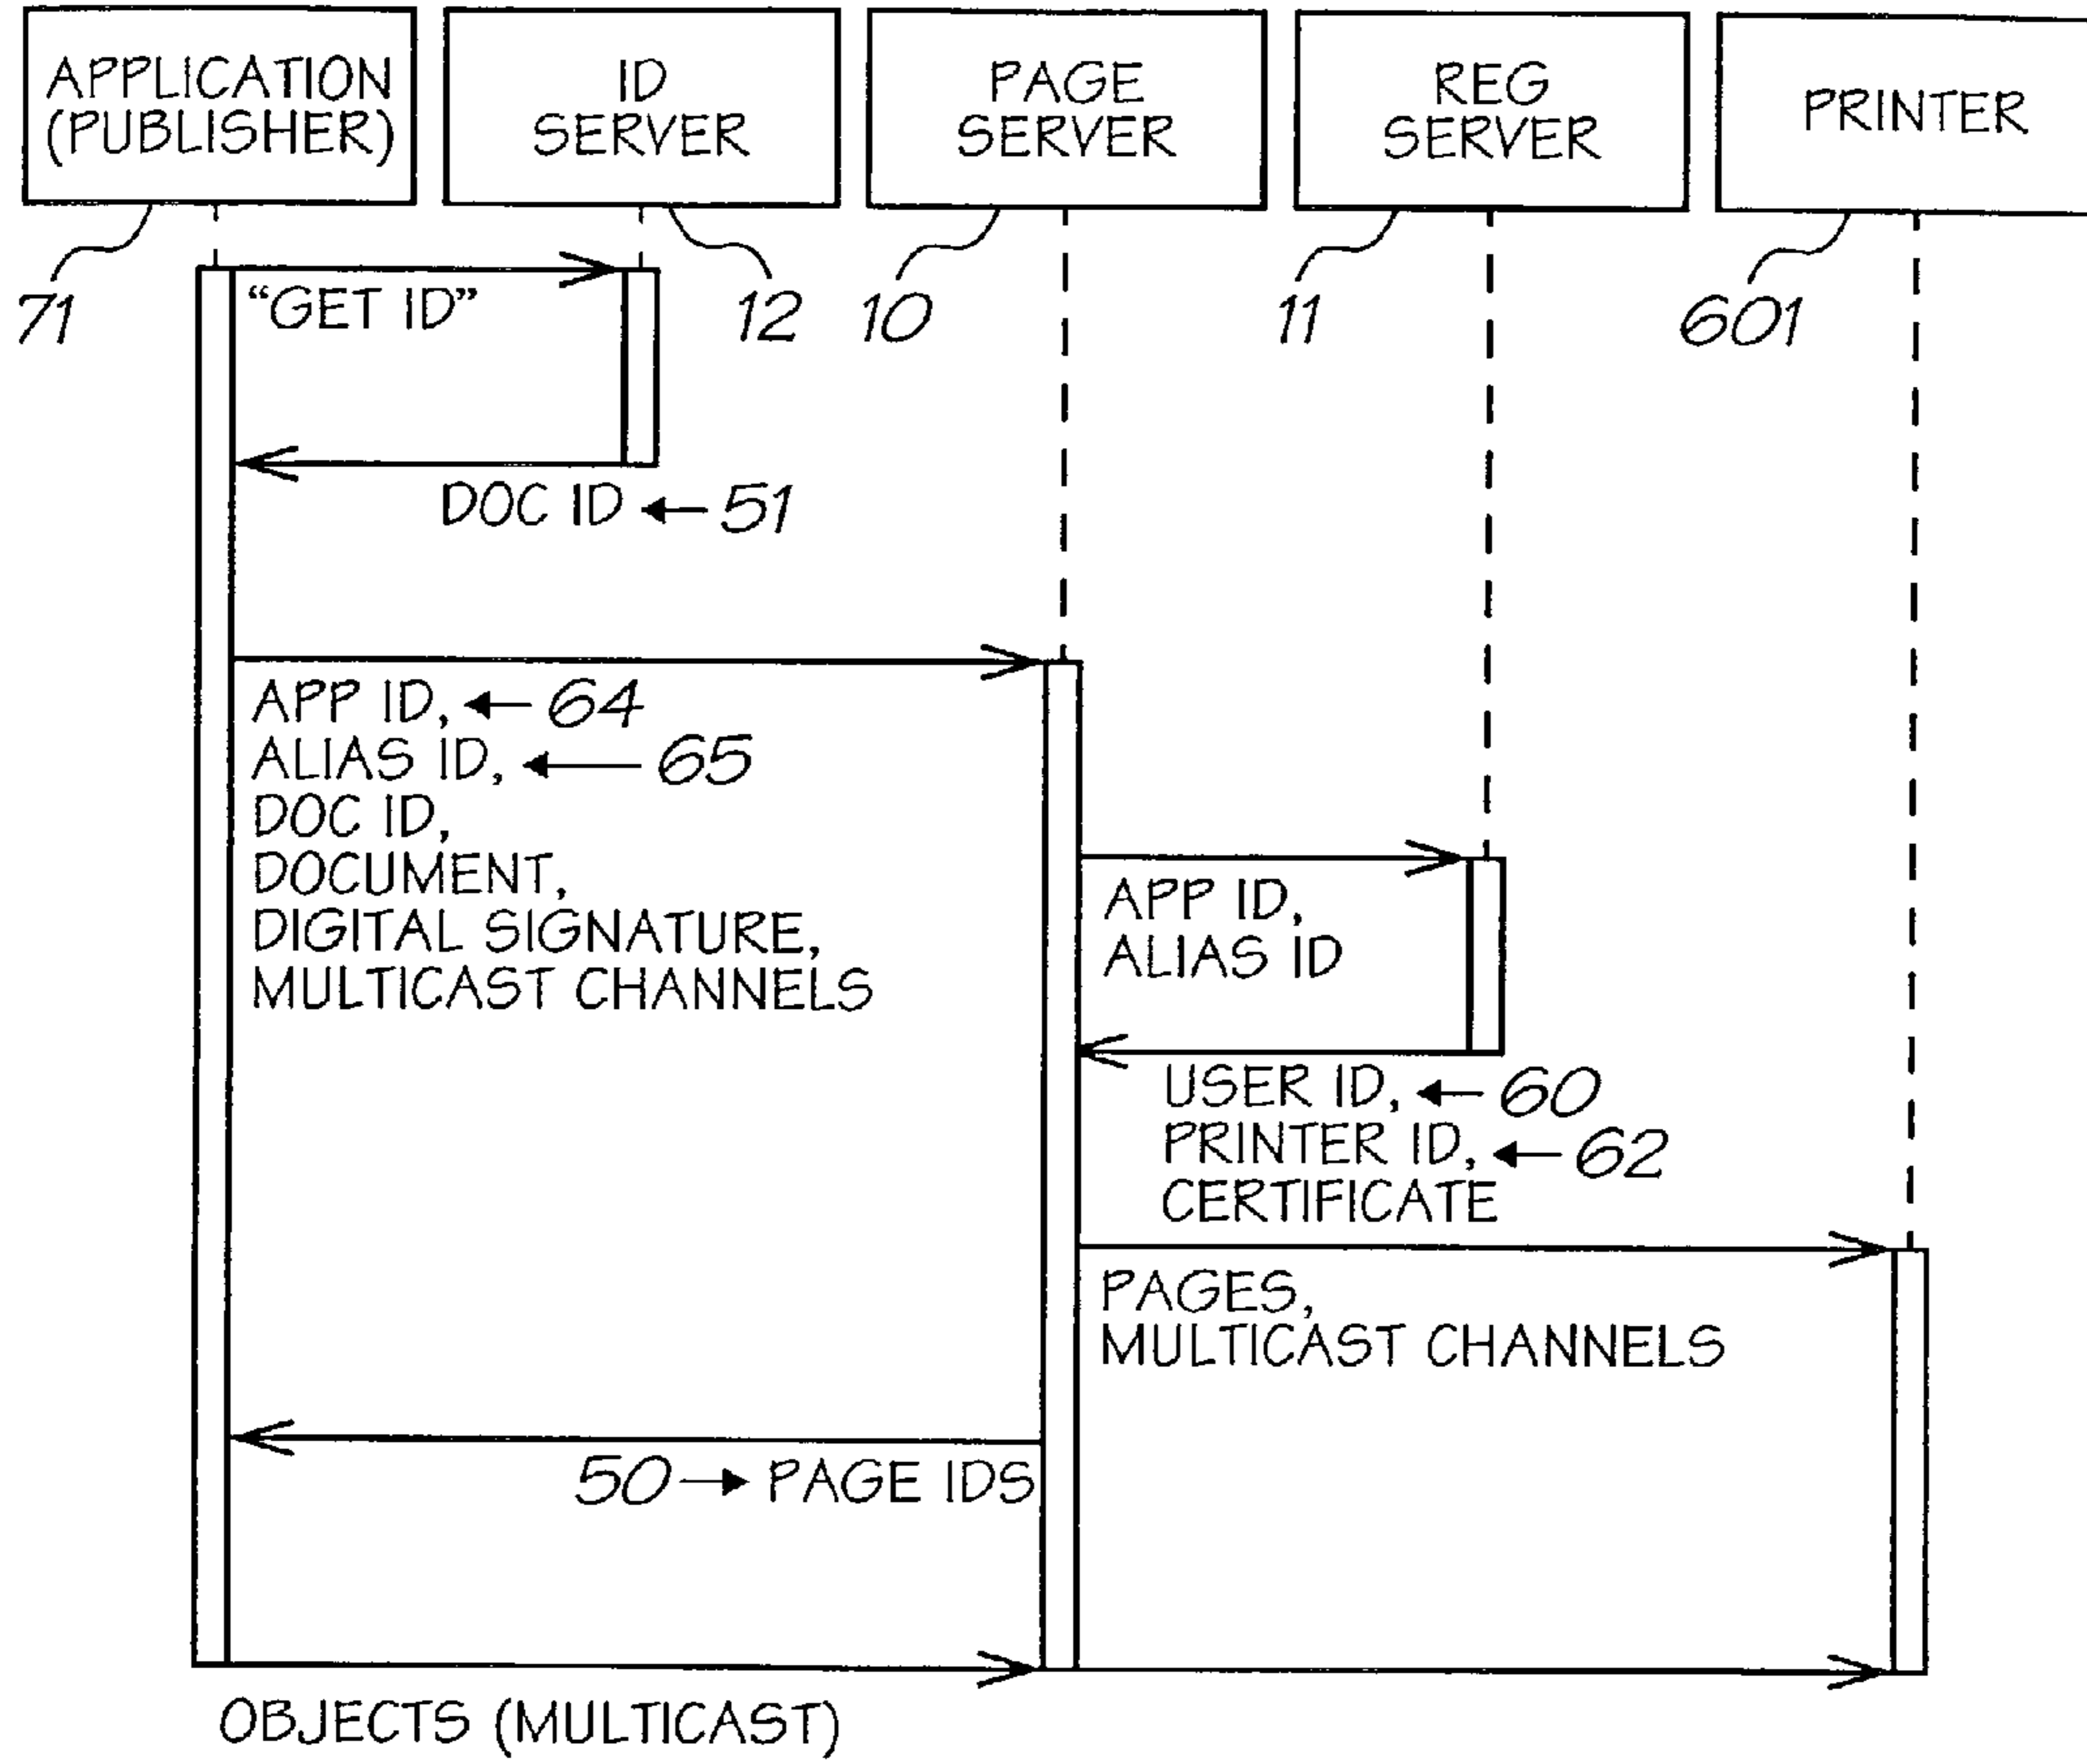 APPLICATION
(PUBLISHER)
ID
SERVER
PAGE
SERVER
REG
SERVER
PRINTER
71
12
10
11
601
“GET ID”
DOC ID
51
APP ID,
64
ALIAS ID,
65
DOC ID,
DOCUMENT,
DIGITAL SIGNATURE,
MULTICAST CHANNELS
APP ID,
ALIAS ID
USER ID,
60
PRINTER ID,
62
CERTIFICATE
PAGES,
MULTICAST CHANNELS
50
PAGE IDS
OBJECTS (MULTICAST)